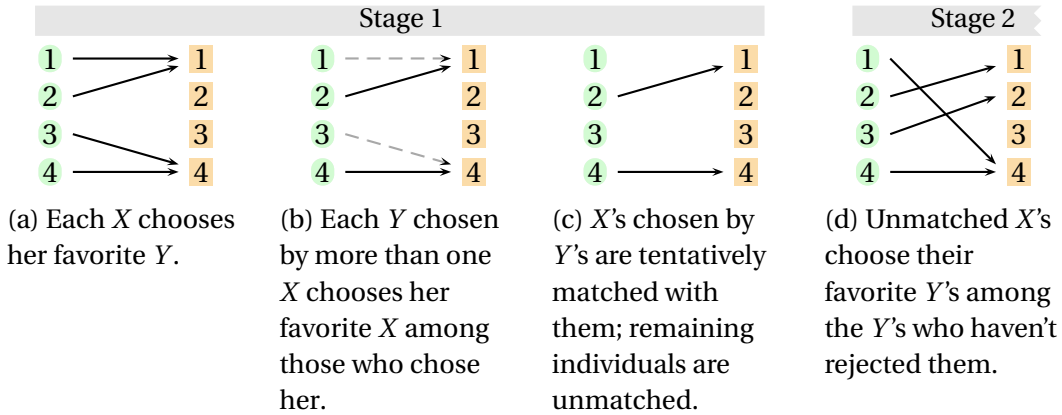 Stage 1
Stage 2
1 1
2 2
3 3
4 4
1 1
2 2
3 3
4 4
1 1
2 2
3 3
4 4
1 1
2 2
3 3
4 4
(a) Each X chooses
her favorite Y.
(b) Each Y chosen
by more than one
X chooses her
favorite X among
those who chose
her.
(c) X's chosen by
Y's are tentatively
matched with
them; remaining
individuals are
unmatched.
(d) Unmatched X's
choose their
favorite Y's among
the Y's who haven't
rejected them.